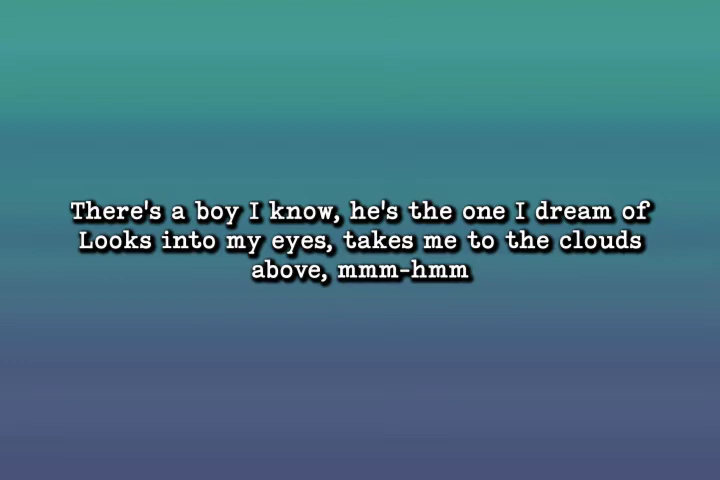 There's a boy I know, he's the one I dream of
Looks into my eyes, takes me to the clouds
above, mmm-hmm